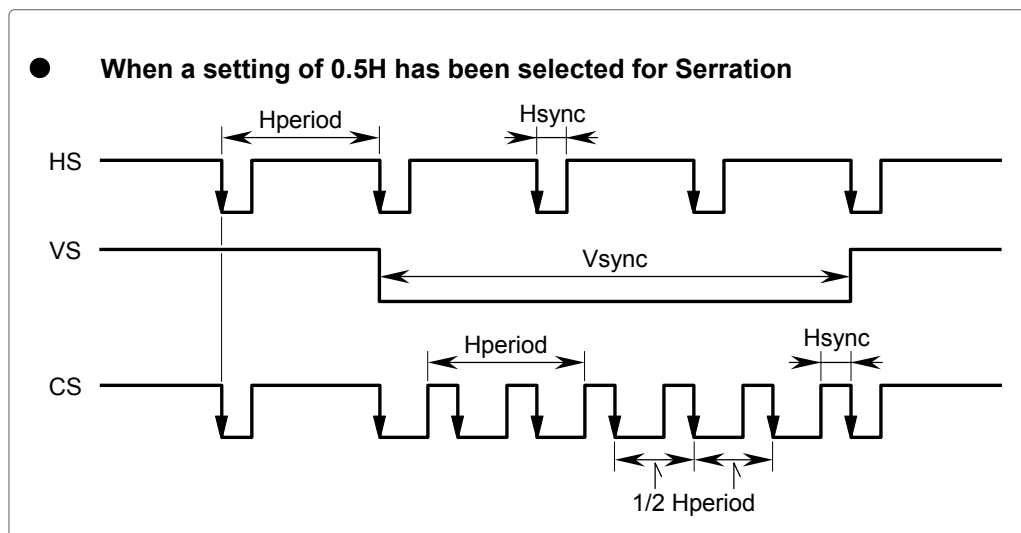 ● When a setting of 0.5H has been selected for Serration
Hperiod
Hsync
HS
VS
Vsync
Hperiod
Hsync
CS
1/2 Hperiod